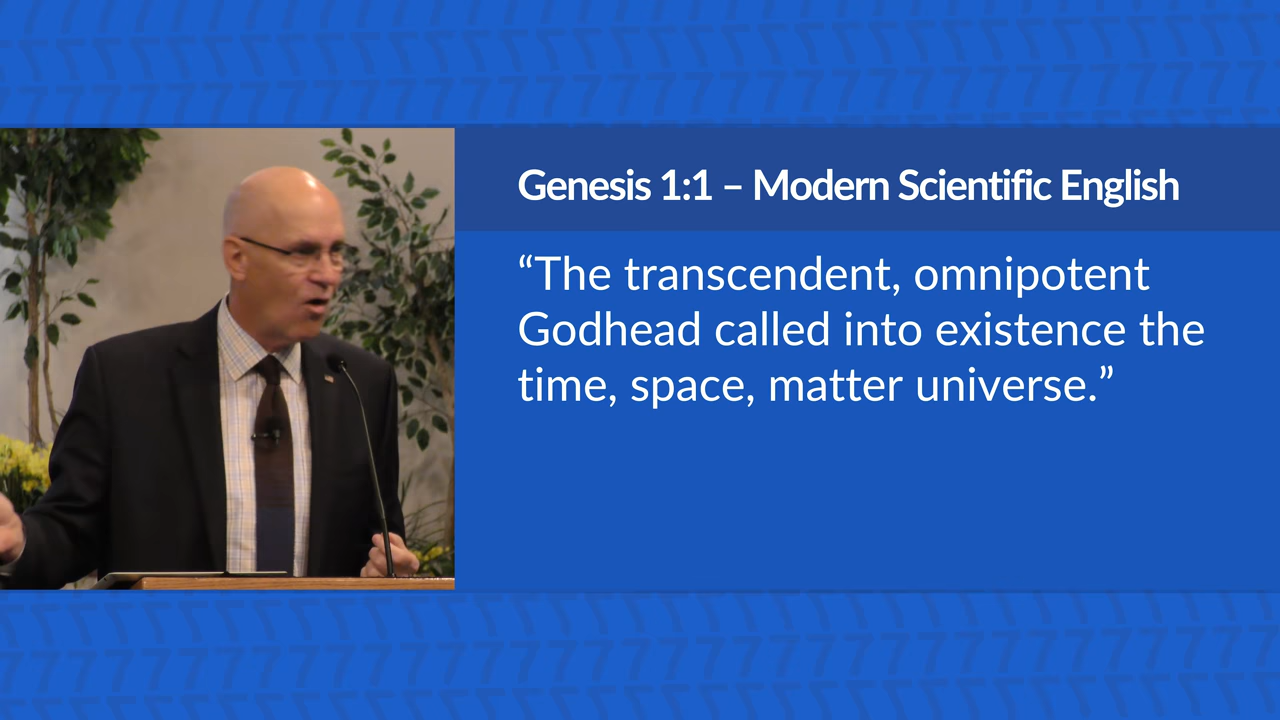 Genesis 1:1 – Modern Scientific English
“The transcendent, omnipotent
Godhead called into existence the
time, space, matter universe.”